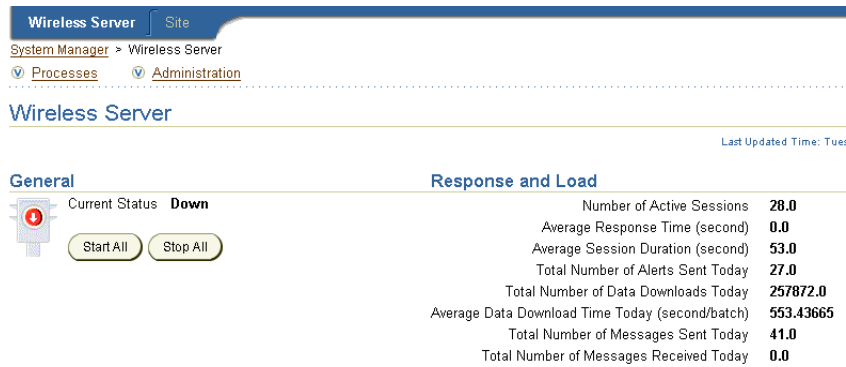 Wireless Server Site
System Manager > Wireless Server
Processes Administration
Wireless Server
Last Updated Time: Tues
General
Current Status Down
Start All Stop All
Response and Load
Number of Active Sessions 28.0
Average Response Time (second) 0.0
Average Session Duration (second) 53.0
Total Number of Alerts Sent Today 27.0
Total Number of Data Downloads Today 257872.0
Average Data Download Time Today (second/batch) 553.43665
Total Number of Messages Sent Today 41.0
Total Number of Messages Received Today 0.0